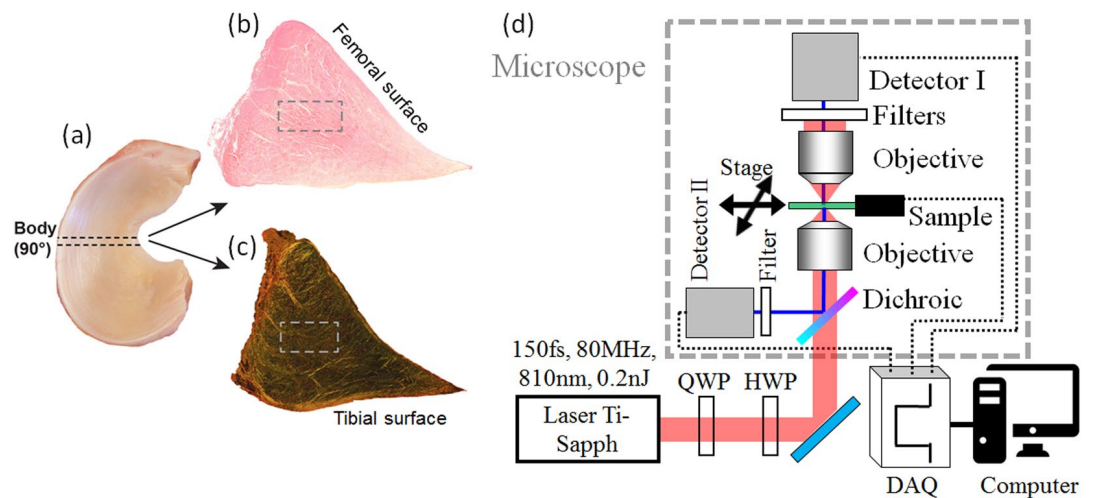 (a)
Body
(90°)
(b)
Femoral surface
(c)
Tibial surface
(d)
Microscope
Detector I
Filters
Objective
Stage
Sample
Objective
Detector II
Filter
Dichroic
150fs, 80MHz,
810nm, 0.2nJ
QWP
HWP
Laser Ti-
Sapph
DAQ
Computer